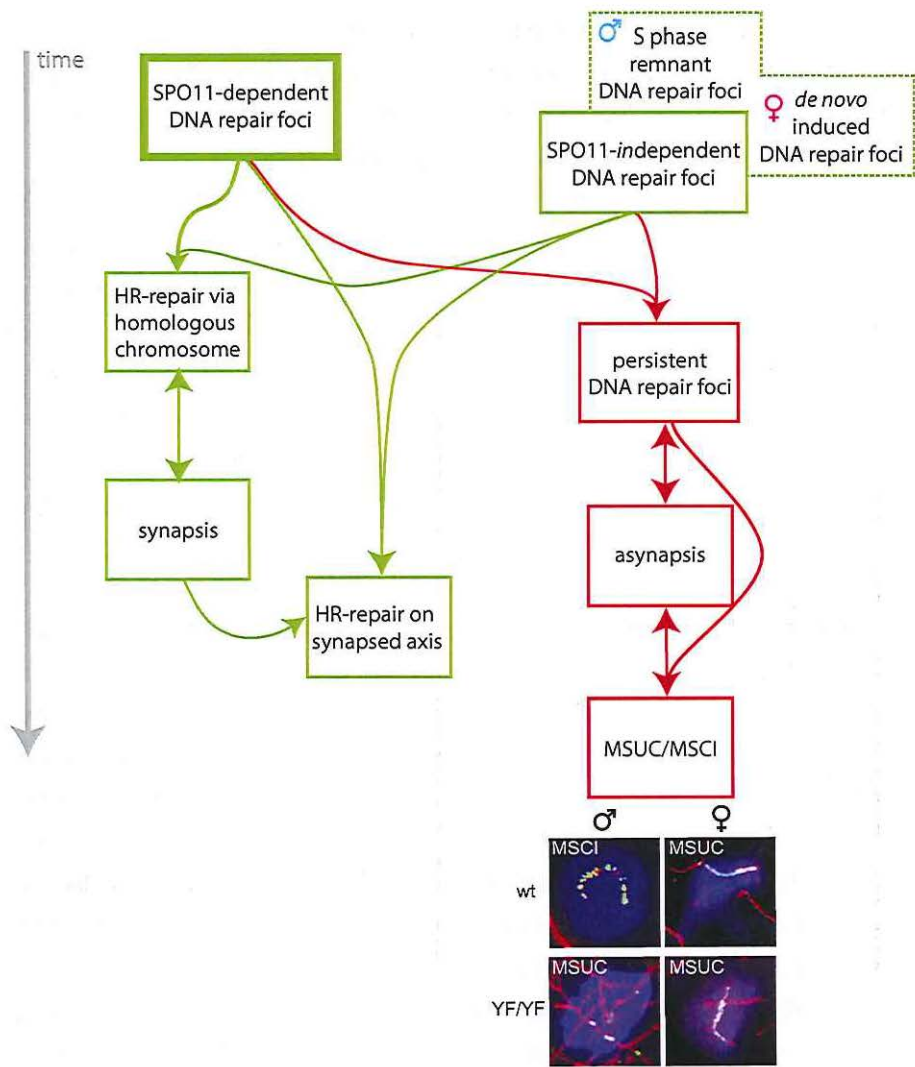 time
SPO11-dependent
DNA repair foci
♂ S phase
remnant
DNA repair foci
♀ de novo
induced
DNA repair foci
SPO11-independent
DNA repair foci
HR-repair via
homologous
chromosome
persistent
DNA repair foci
synapsis
asynapsis
HR-repair on
synapsed axis
MSUC/MSCI
♂ ♀
wt
MSCI
MSUC
YF/YF
MSUC
MSUC